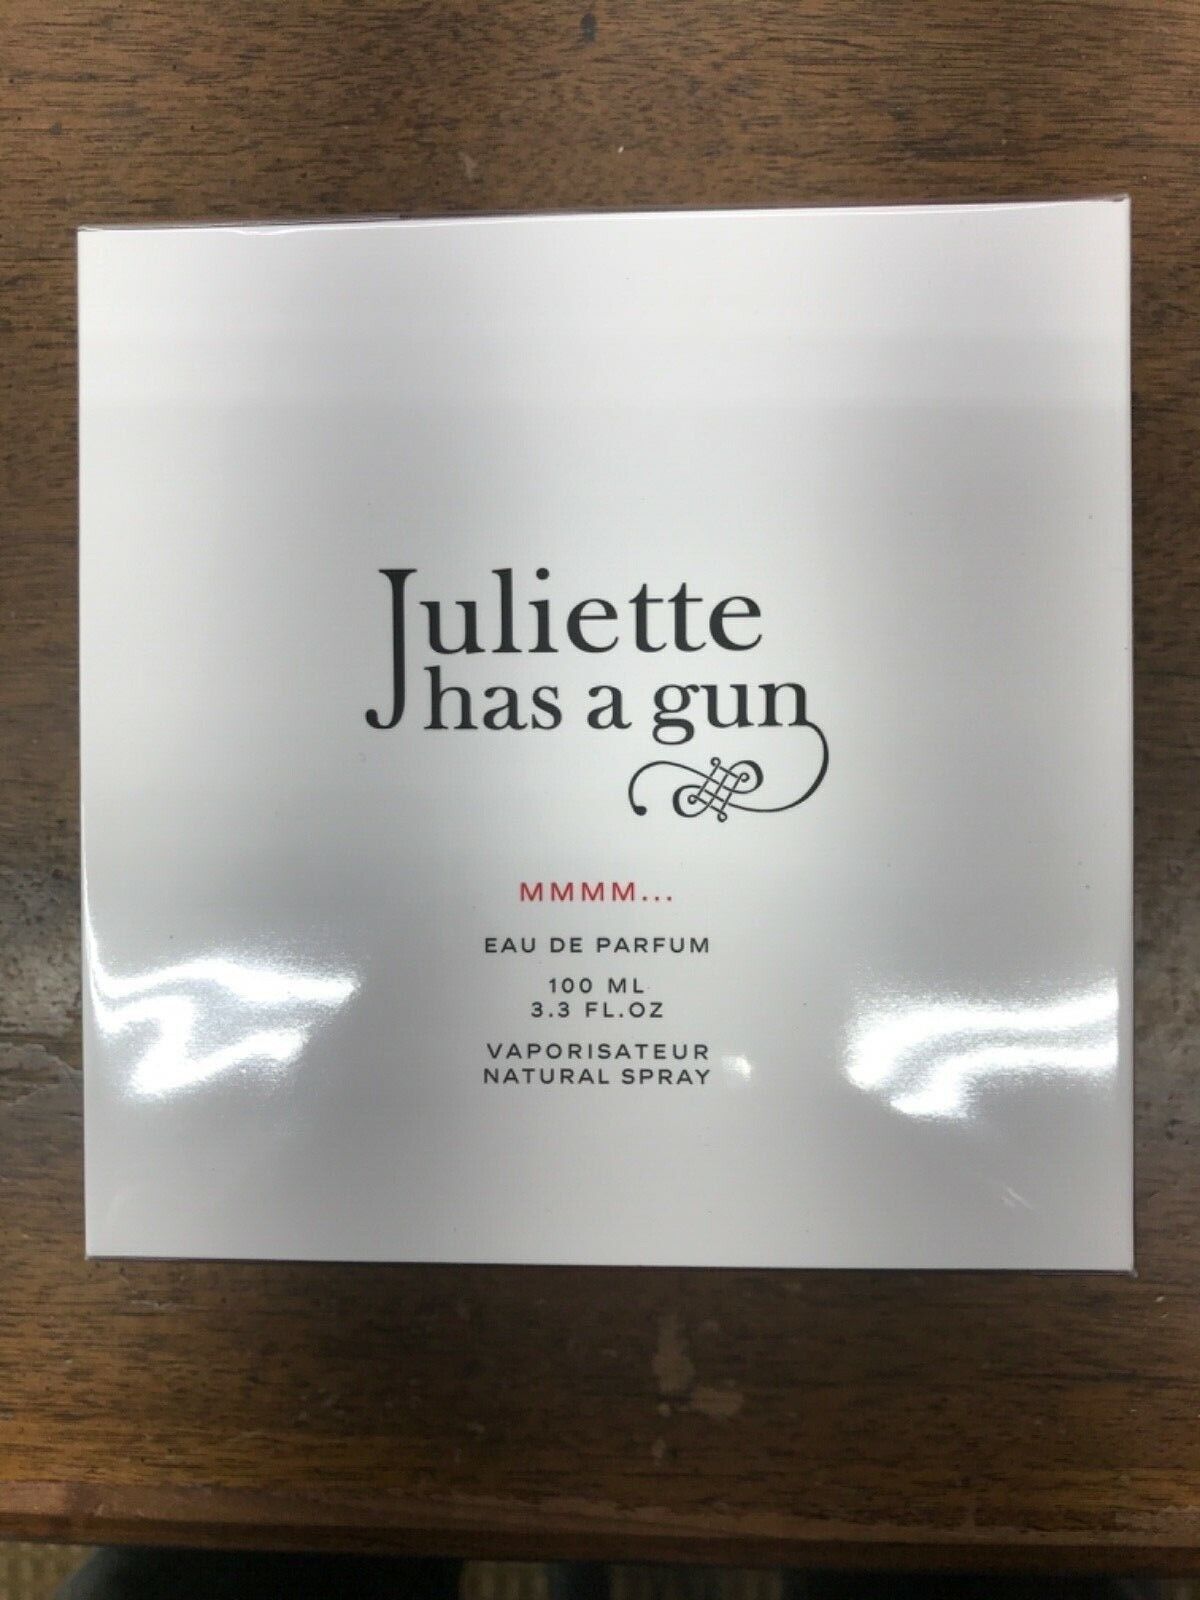 Juliette
has a gun
MMMM...
EAU DE PARFUM
100 ML
3.3 FL.OZ
VAPORISATEUR
NATURAL SPRAY